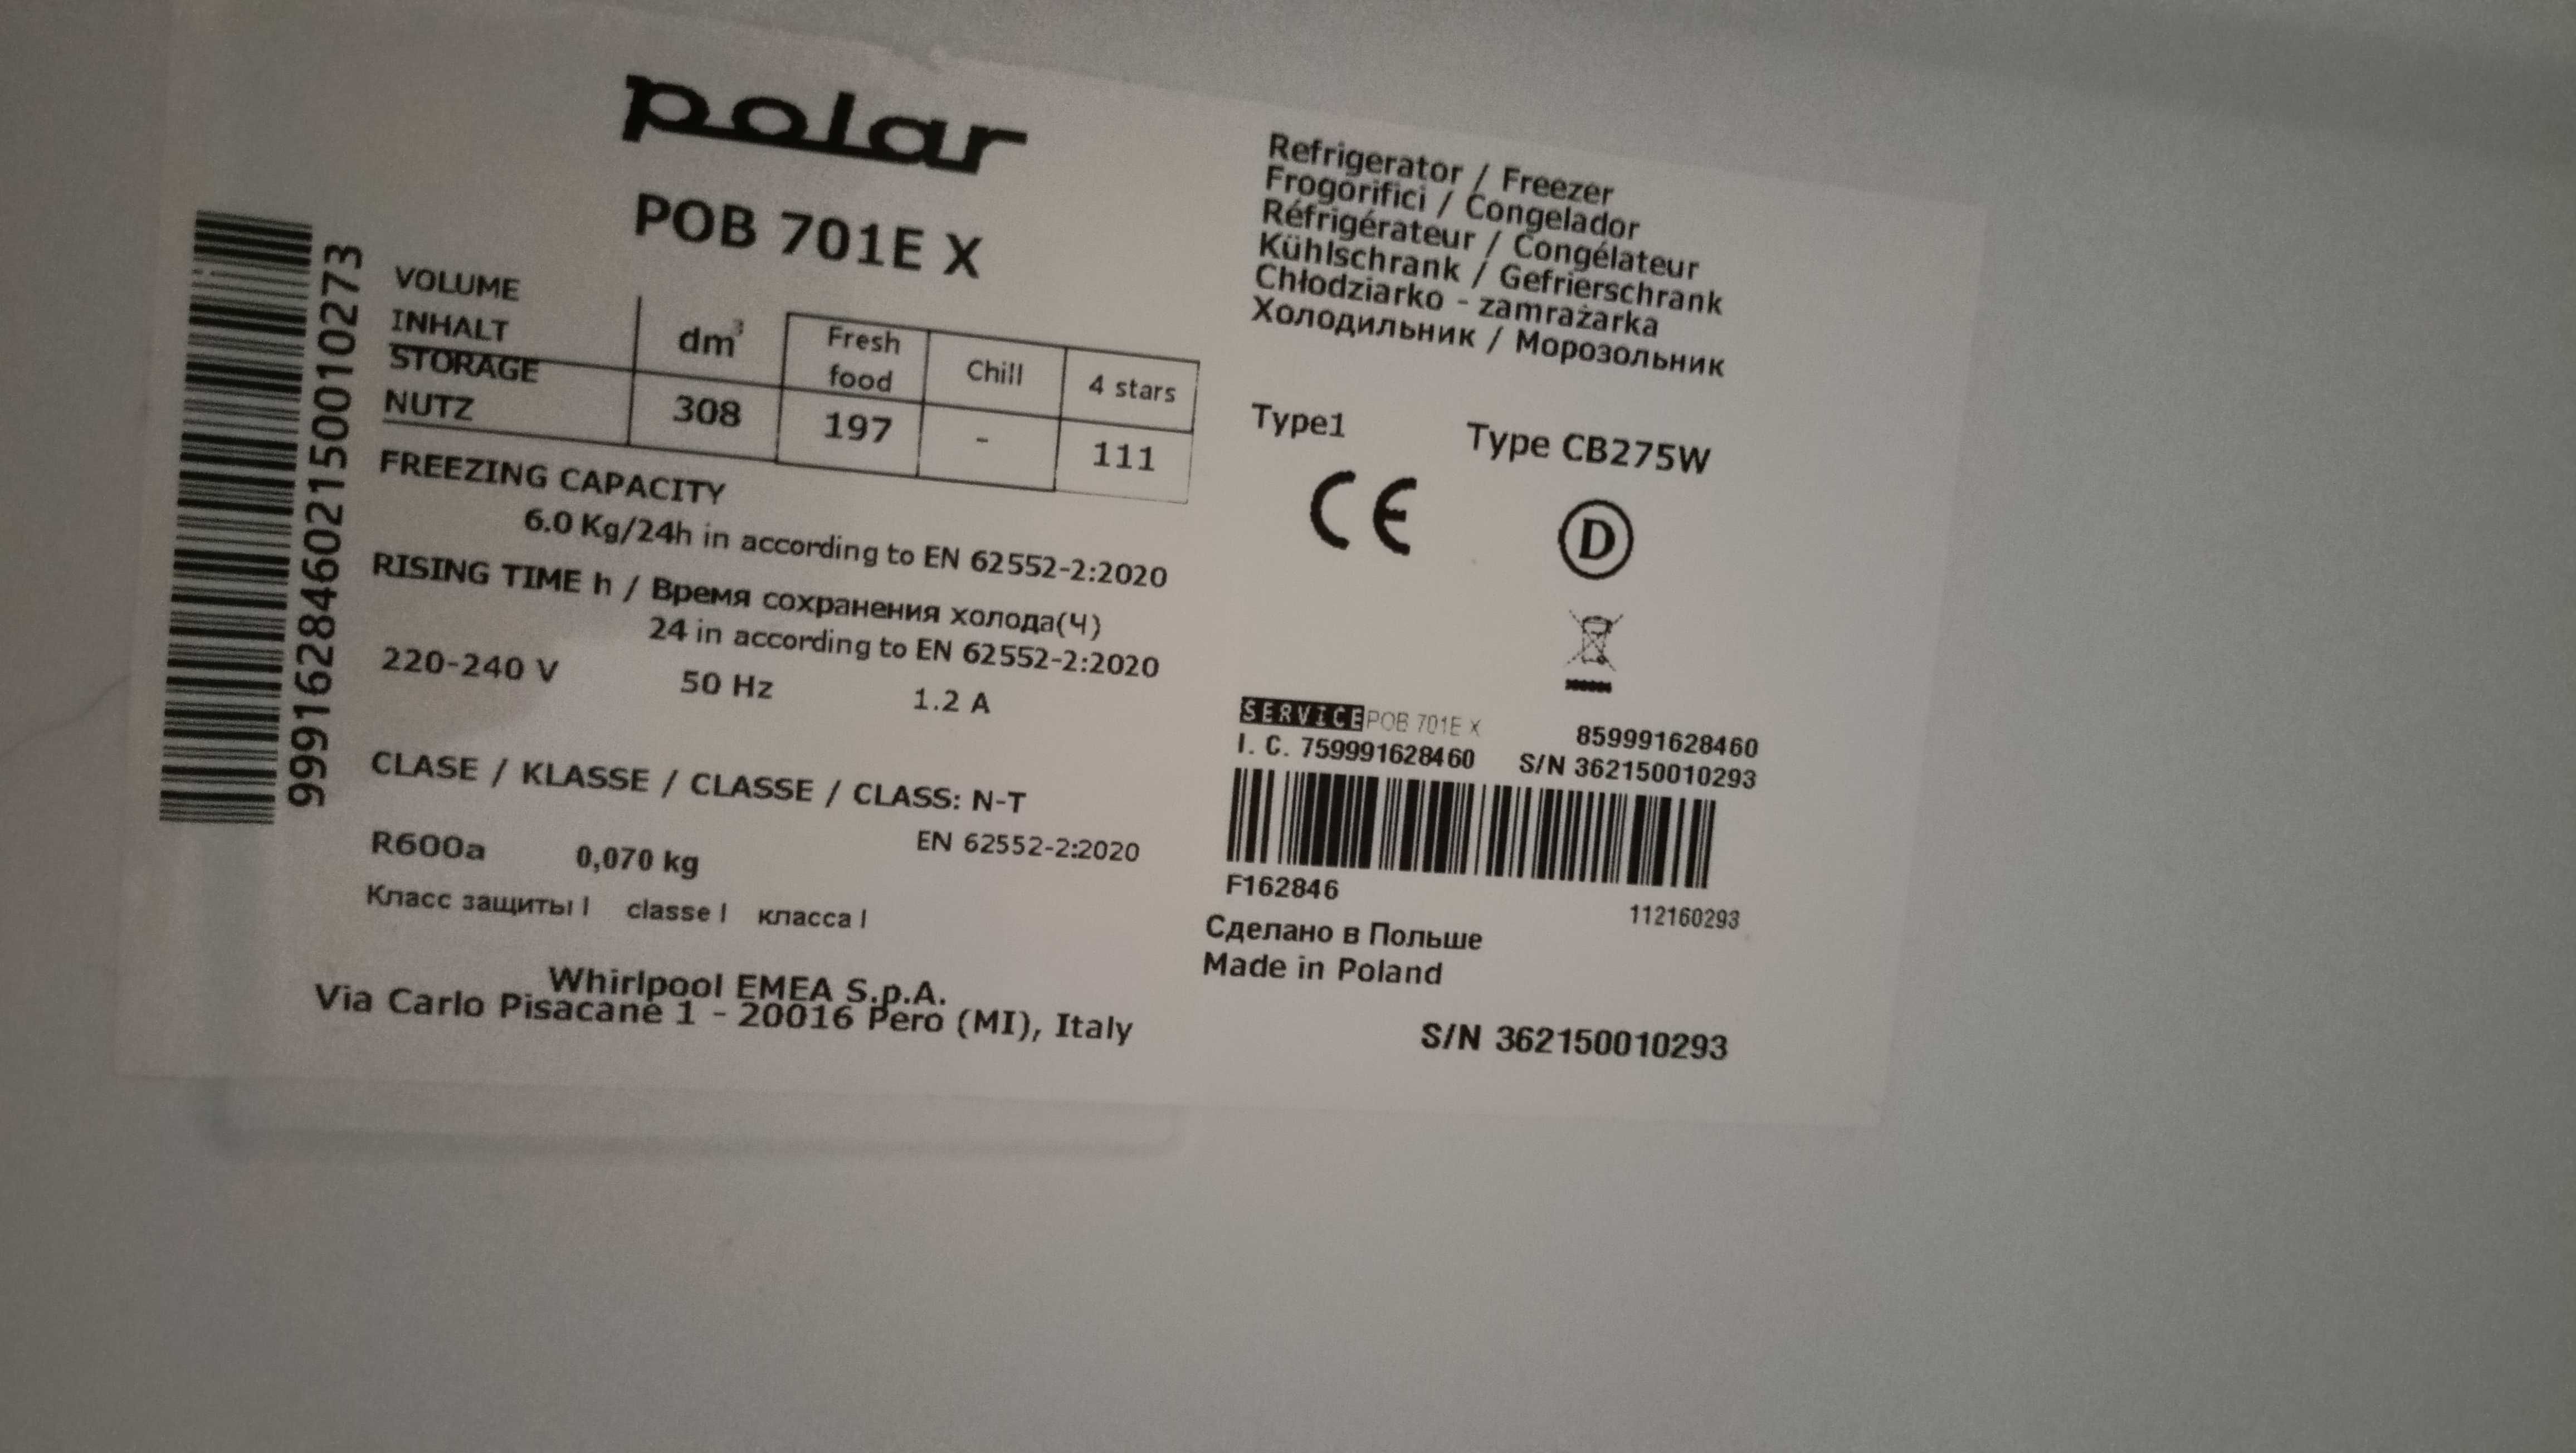 polar
POB 701E X
99916284602150010273
VOLUME
INHALT
STORAGE
NUTZ
dm³ Fresh food Chill 4 stars
308 197 - 111
FREEZING CAPACITY
6.0 Kg/24h in according to EN 62552-2:2020
RISING TIME h / Время сохранения холода(Ч)
24 in according to EN 62552-2:2020
220-240 V 50 Hz 1.2 A
CLASE / KLASSE / CLASSE / CLASS: N-T
R600a 0,070 kg EN 62552-2:2020
Класс защиты I classe I класса I
Whirlpool EMEA S.p.A.
Via Carlo Pisacane 1 - 20016 Pero (MI), Italy
Refrigerator / Freezer
Frogorifici / Congelador
Réfrigérateur / Congélateur
Kühlschrank / Gefrierschrank
Chłodziarko - zamrażarka
Холодильник / Морозольник
Type1 Type CB275W
CE D
SERVICE POB 701E X 859991628460
I. C. 759991628460 S/N 362150010293
F162846 112160293
Сделано в Польше
Made in Poland
S/N 362150010293